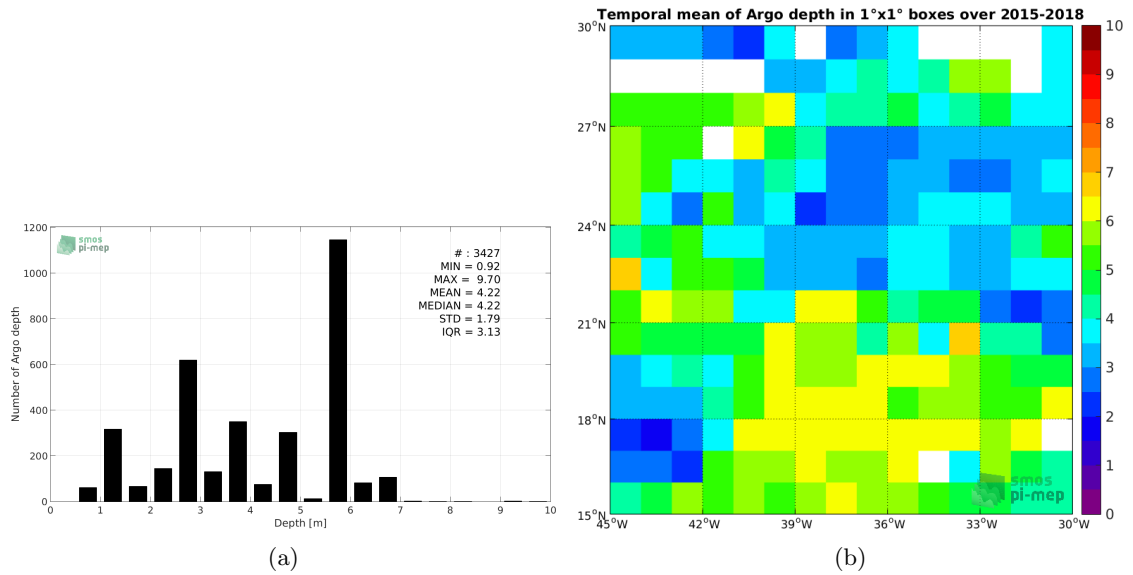 1200
1000
800
600
400
200
0
Number of Argo depth
smos
pi-mep
# : 3427
MIN = 0.92
MAX = 9.70
MEAN = 4.22
MEDIAN = 4.22
STD = 1.79
IQR = 3.13
0 1 2 3 4 5 6 7 8 9 10
Depth [m]
(a)
Temporal mean of Argo depth in 1°x1° boxes over 2015-2018
30°N
27°N
24°N
21°N
18°N
15°N
45°W 42°W 39°W 36°W 33°W 30°W
smos
pi-mep
10
9
8
7
6
5
4
3
2
1
0
(b)